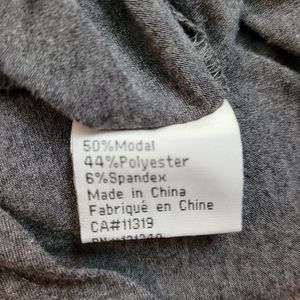 50%Modal
44%Polyester
6%Spandex
Made in China
Fabriqué en Chine
CA#11319